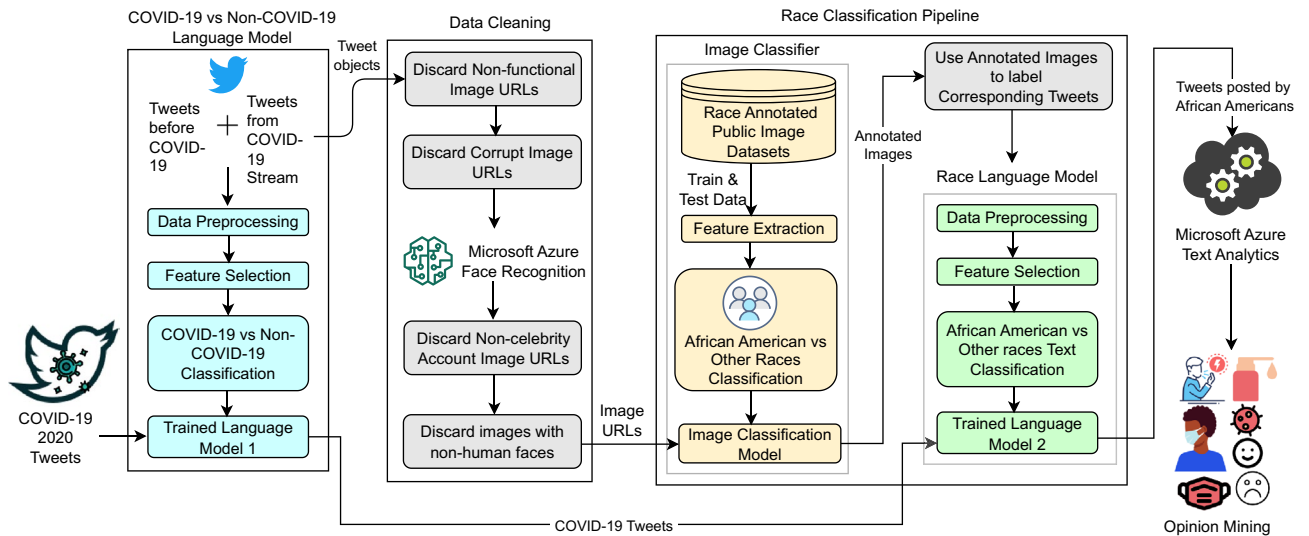 COVID-19 vs Non-COVID-19
Language Model
Tweets
before
COVID-
19
Tweets
from
COVID-
19
Stream
Data Preprocessing
Feature Selection
COVID-19 vs Non-
COVID-19
Classification
Trained Language
Model 1
COVID-19
2020
Tweets
Tweet
objects
Data Cleaning
Discard Non-functional
Image URLs
Discard Corrupt Image
URLs
Microsoft Azure
Face Recognition
Discard Non-celebrity
Account Image URLs
Discard images with
non-human faces
Image
URLs
Race Classification Pipeline
Image Classifier
Race Annotated
Public Image
Datasets
Train &
Test Data
Feature Extraction
African American vs
Other Races
Classification
Image Classification
Model
Annotated
Images
Use Annotated Images
to label
Corresponding Tweets
Race Language Model
Data Preprocessing
Feature Selection
African American vs
Other races Text
Classification
Trained Language
Model 2
COVID-19 Tweets
Tweets posted by
African Americans
Microsoft Azure
Text Analytics
Opinion Mining